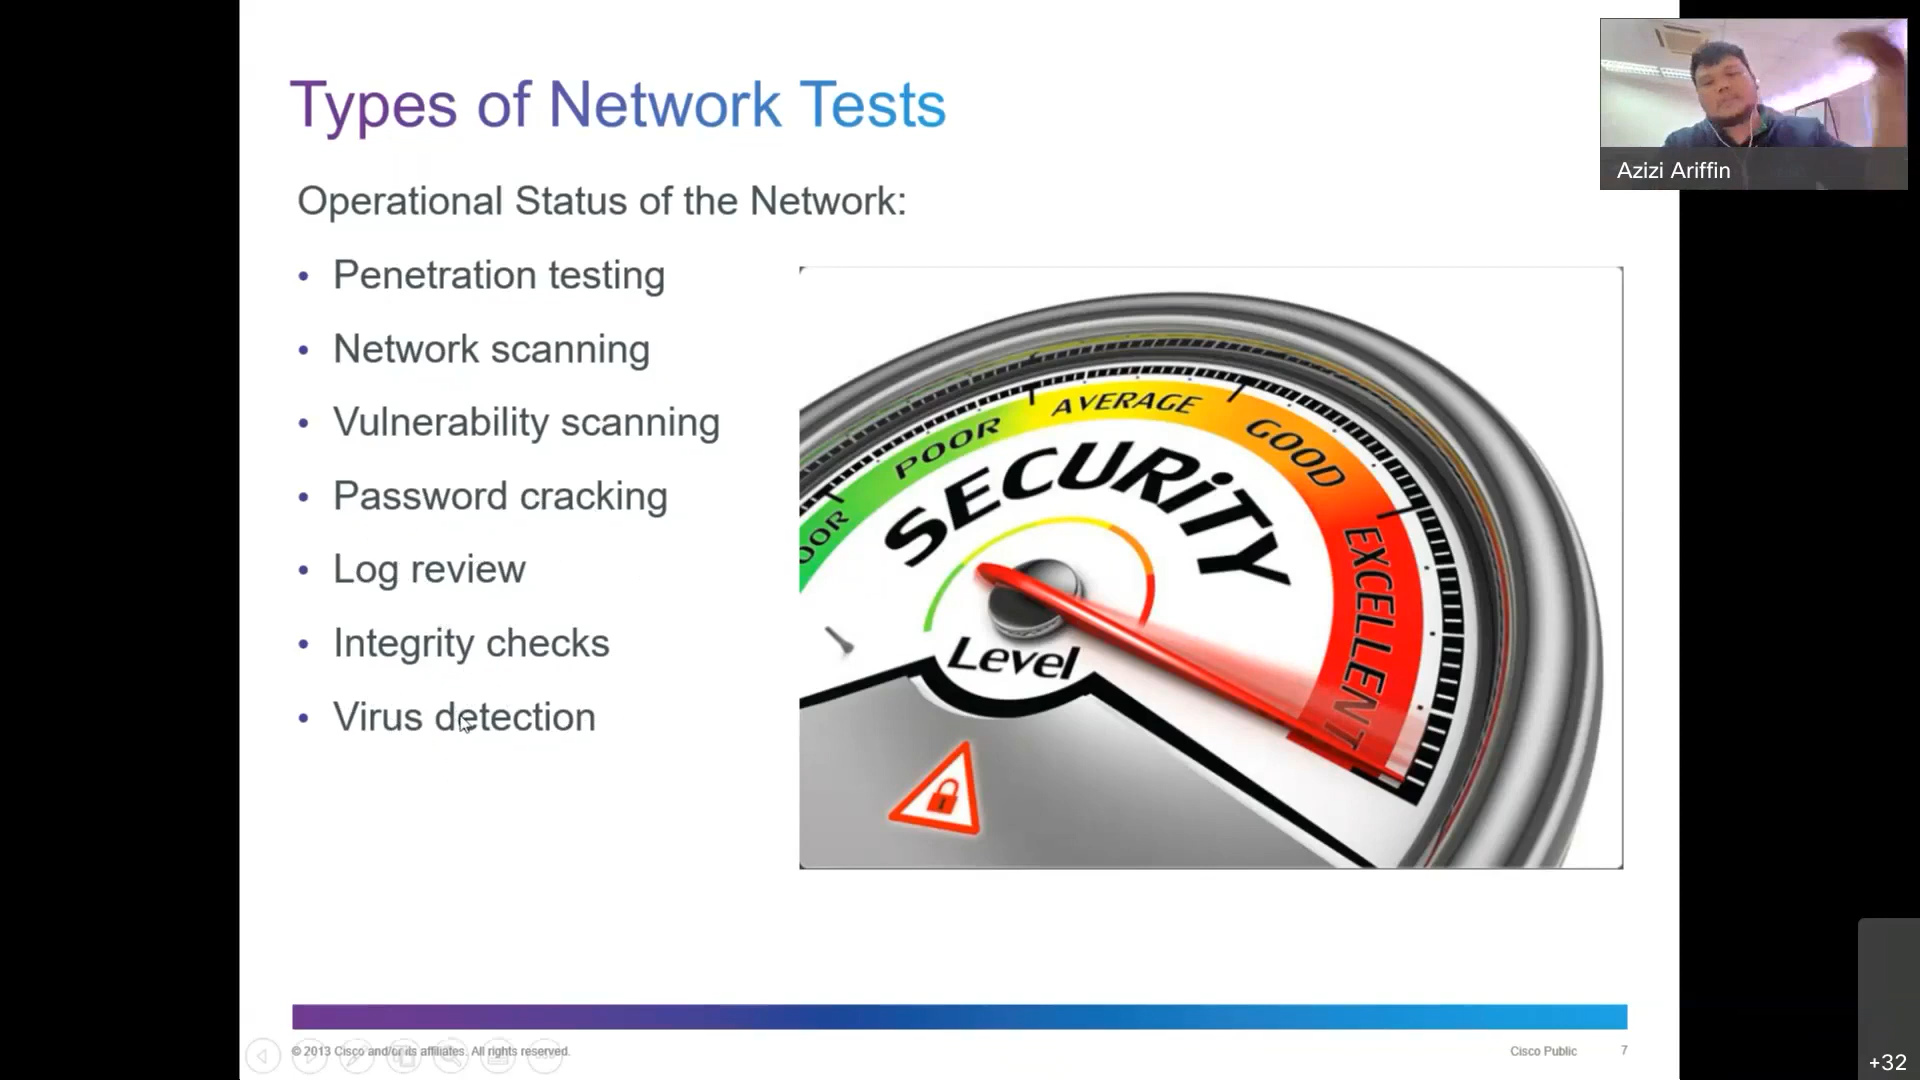 Types of Network Tests
Azizi Ariffin
Operational Status of the Network:
• Penetration testing
• Network scanning
• Vulnerability scanning
• Password cracking
• Log review
• Integrity checks
• Virus detection
OOR
POOR
AVERAGE
GOOD
EXCELLENT
SECURiTY
Level
© 2013 Cisco and/or its affiliates. All rights reserved.
Cisco Public
7
+32